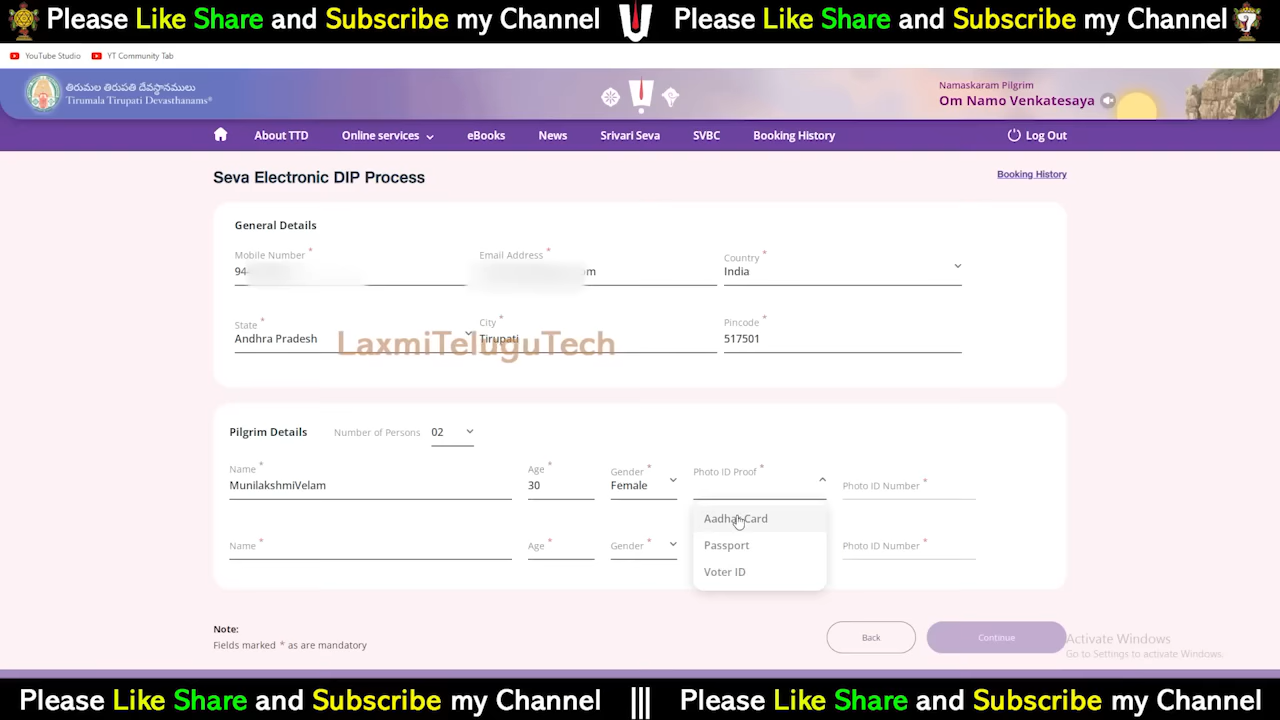 Please Like Share and Subscribe my Channel Please Like Share and Subscribe my Channel
YouTube Studio YT Community Tab
తిరుమల తిరుపతి దేవస్థానములు
Tirumala Tirupati Devasthanams®
Namaskaram Pilgrim
Om Namo Venkatesaya
About TTD Online services eBooks News Srivari Seva SVBC Booking History Log Out
Seva Electronic DIP Process Booking History
General Details
Mobile Number * Email Address * Country *
94 om India
State * City * Pincode *
Andhra Pradesh Tirupati 517501
LaxmiTeluguTech
Pilgrim Details Number of Persons 02
Name * Age * Gender * Photo ID Proof *
MunilakshmiVelam 30 Female Photo ID Number *
Aadhar Card
Name * Age * Gender * Passport Photo ID Number *
Voter ID
Note:
Fields marked * as are mandatory
Back Continue
Activate Windows
Go to Settings to activate Windows.
Please Like Share and Subscribe my Channel ||| Please Like Share and Subscribe my Channel